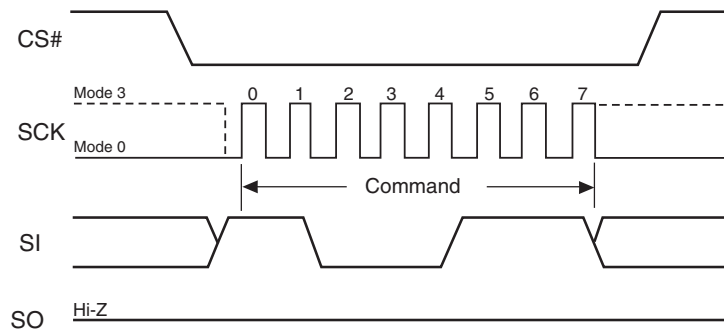 CS#
Mode 3
0 1 2 3 4 5 6 7
SCK
Mode 0
Command
SI
Hi-Z
SO